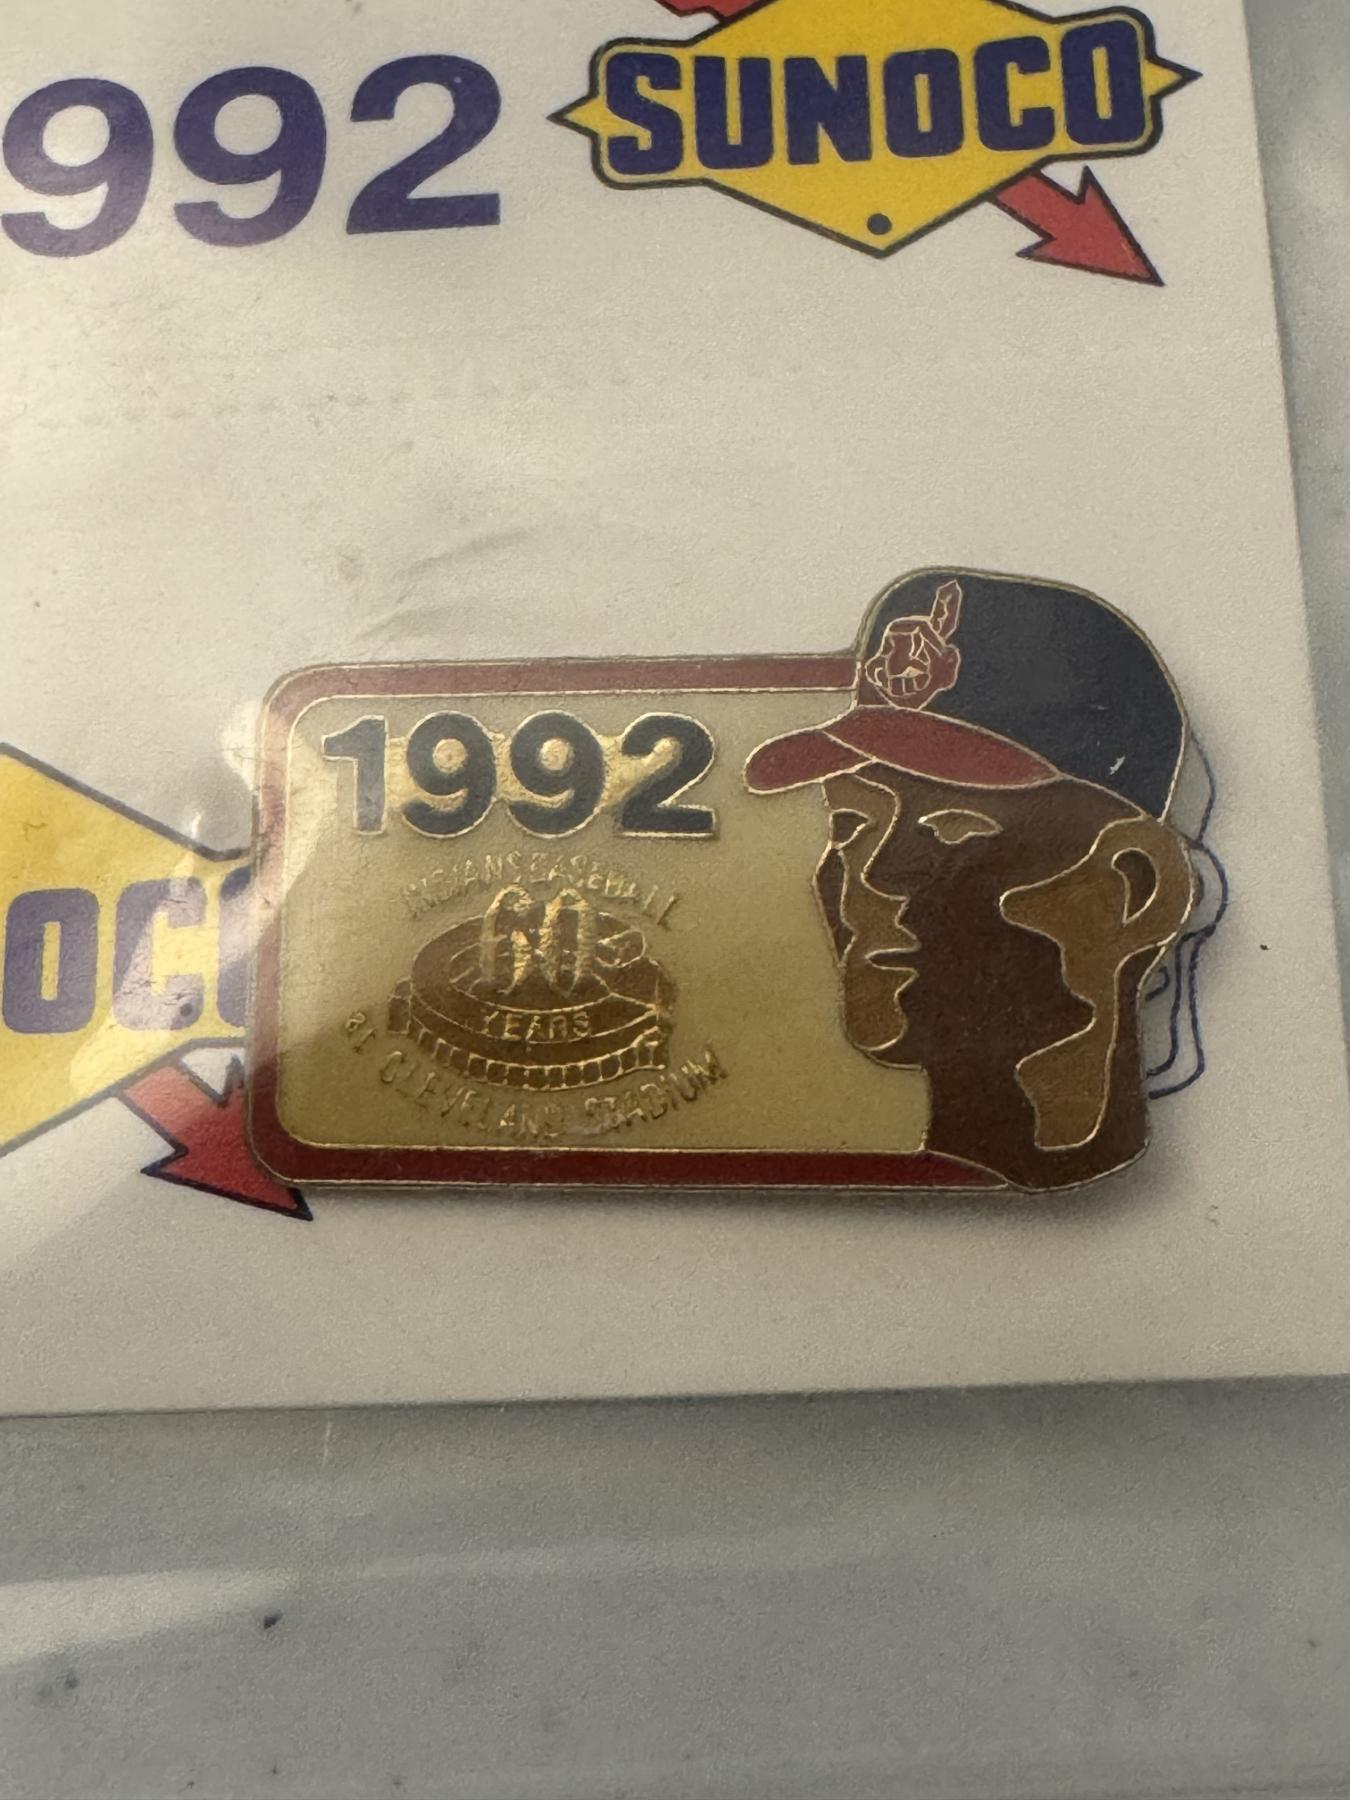 992
SUNOCO
1992
INDIANS BASEBALL
60
YEARS
at CLEVELAND STADIUM
OC